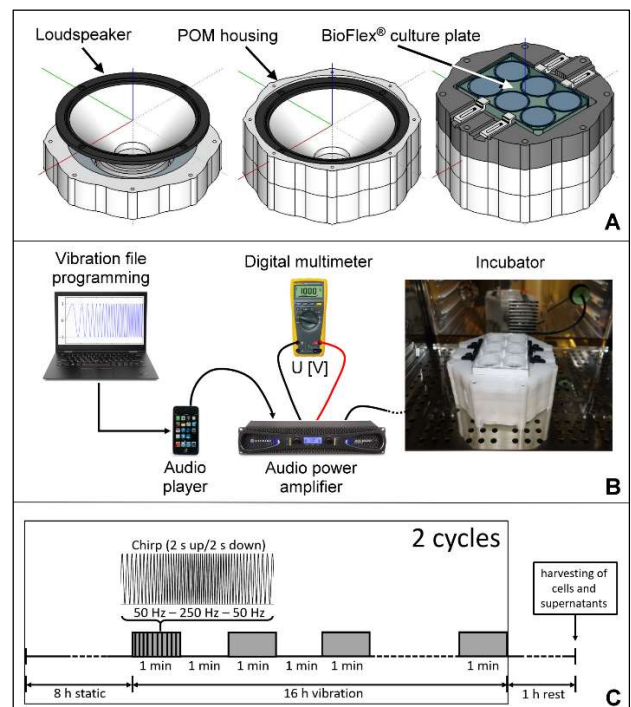 Loudspeaker
POM housing
BioFlex® culture plate
A
Vibration file
programming
Digital multimeter
Incubator
1000
U [V]
Audio
player
Audio power
amplifier
B
2 cycles
Chirp (2 s up/2 s down)
50 Hz – 250 Hz – 50 Hz
harvesting of
cells and
supernatants
1 min
1 min
1 min
1 min
1 min
1 min
8 h static
16 h vibration
1 h rest
C